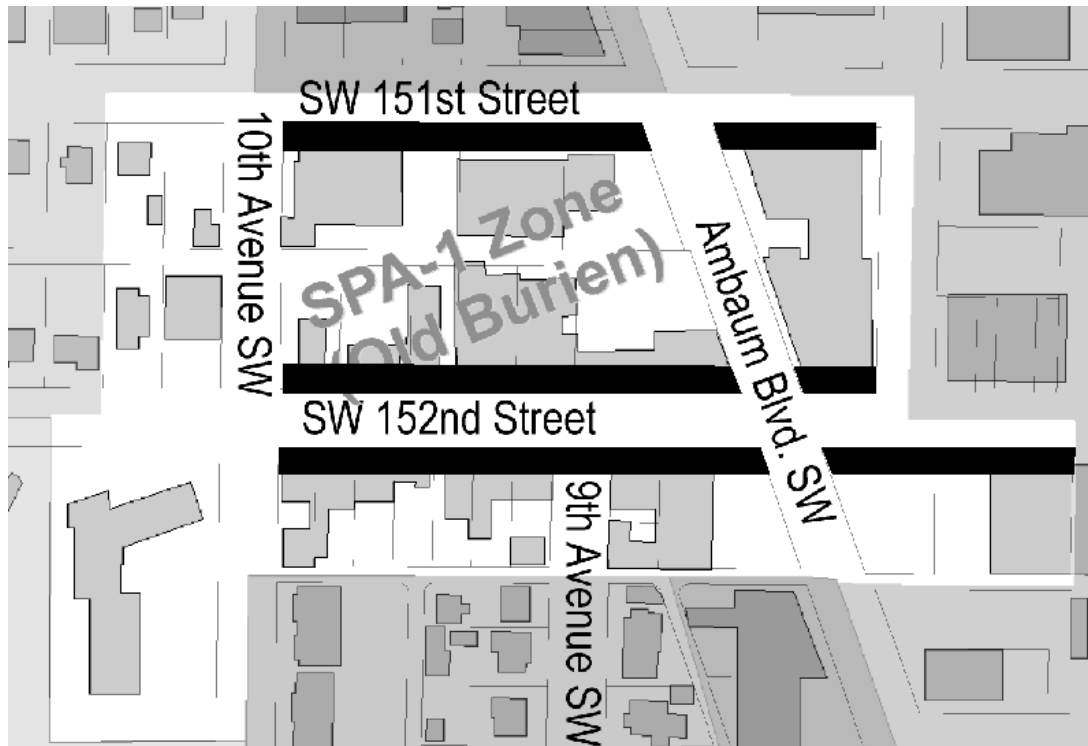 SW 151st Street
10th Avenue SW
SPA-1 Zone
(Old Burien)
Ambaum Blvd. SW
SW 152nd Street
9th Avenue SW